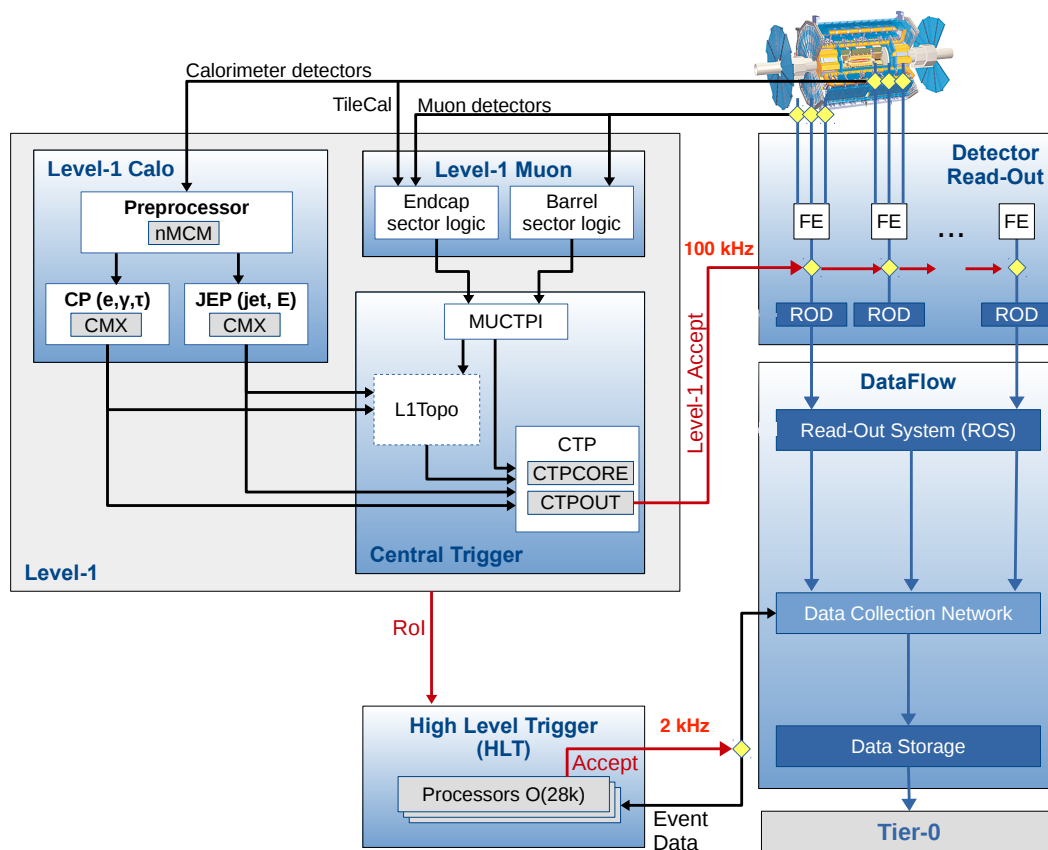 Calorimeter detectors
TileCal
Muon detectors
Level-1 Calo
Preprocessor
nMCM
CP (e,γ,τ)
CMX
JEP (jet, E)
CMX
Level-1 Muon
Endcap
sector logic
Barrel
sector logic
MUCTPI
L1Topo
CTP
CTPCORE
CTPOUT
Central Trigger
Level-1
100 kHz
Level-1 Accept
Detector
Read-Out
FE
FE
...
FE
ROD
ROD
ROD
DataFlow
Read-Out System (ROS)
Data Collection Network
Data Storage
Tier-0
RoI
High Level Trigger
(HLT)
2 kHz
Accept
Processors O(28k)
Event
Data